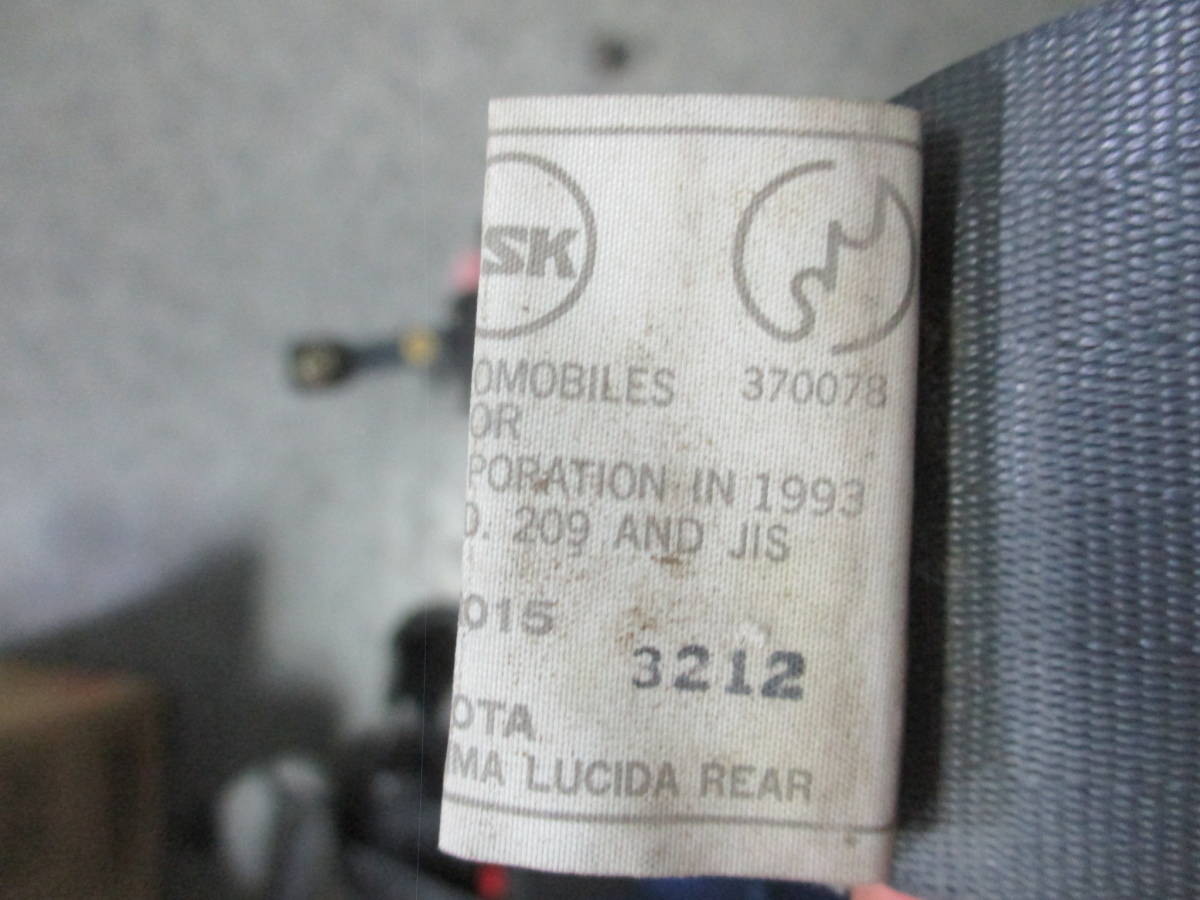 SK
OMOBILES 370078
OR
PORATION IN 1993
O. 209 AND JIS
015
3212
OTA
MA LUCIDA REAR